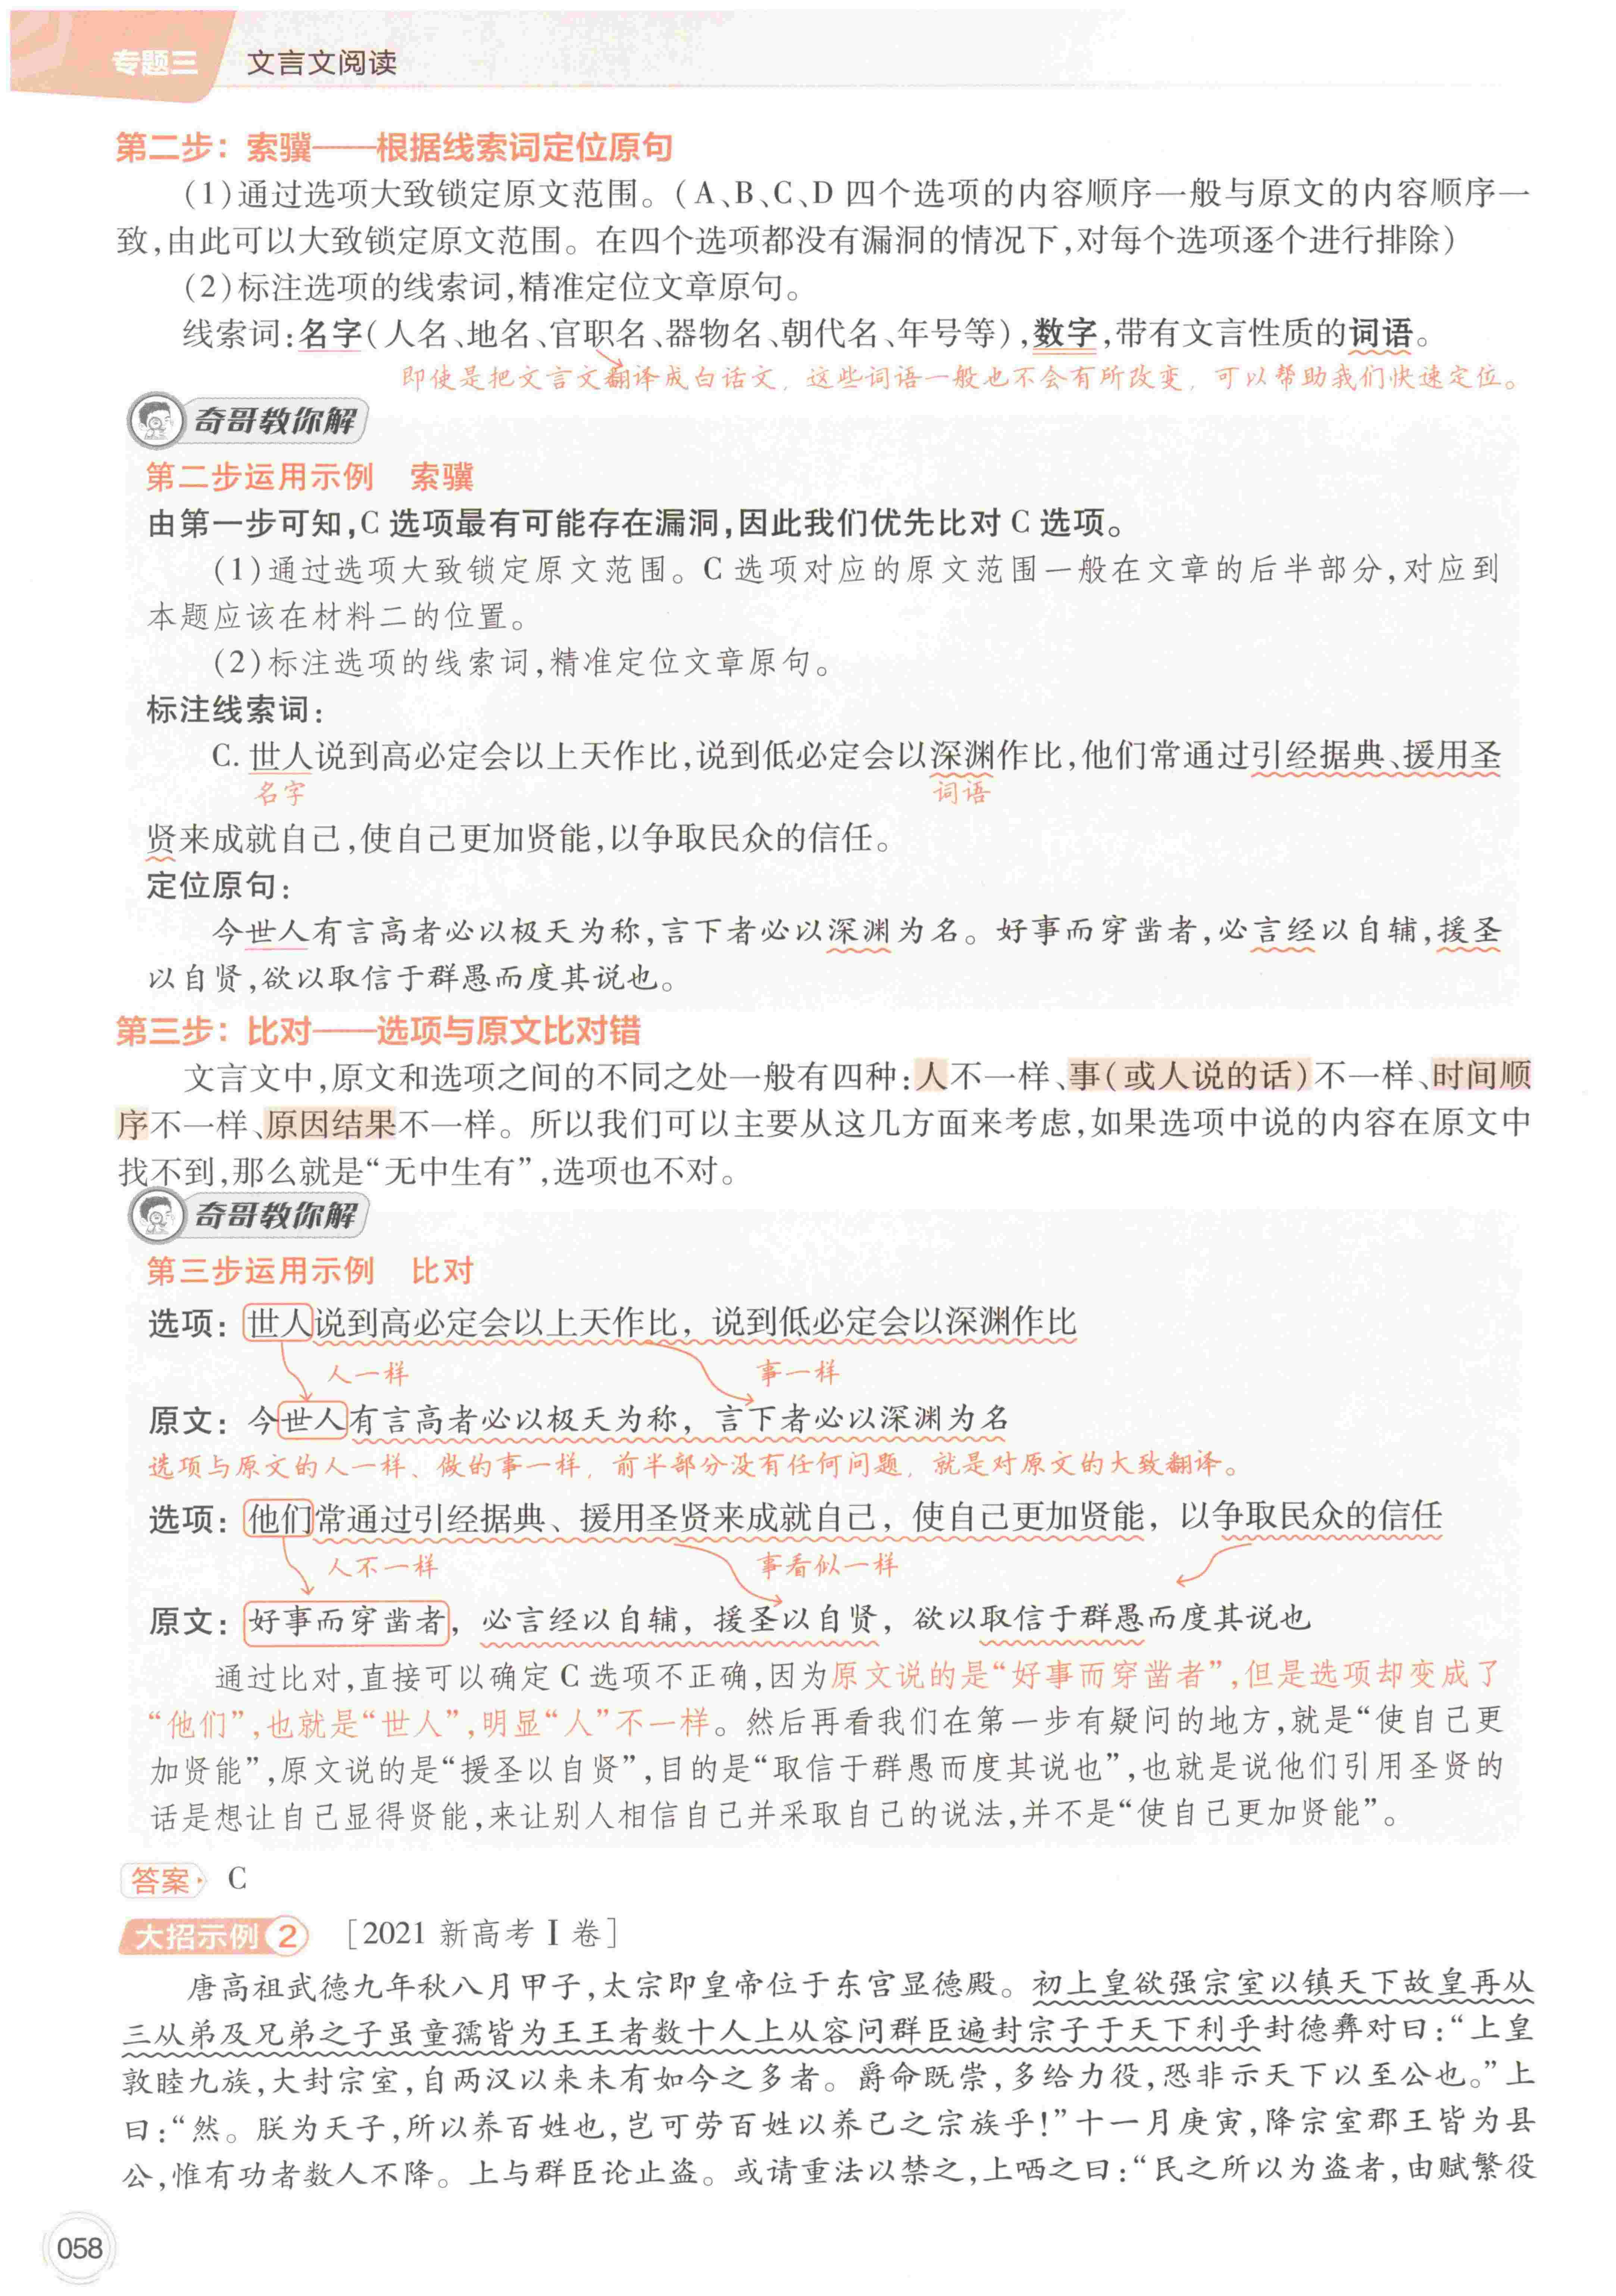 专题三 文言文阅读
第二步：索骥——根据线索词定位原句
(1)通过选项大致锁定原文范围。(A、B、C、D 四个选项的内容顺序一般与原文的内容顺序一
致,由此可以大致锁定原文范围。在四个选项都没有漏洞的情况下,对每个选项逐个进行排除)
(2)标注选项的线索词,精准定位文章原句。
线索词:名字(人名、地名、官职名、器物名、朝代名、年号等),数字,带有文言性质的词语。
即使是把文言文翻译成白话文，这些词语一般也不会有所改变，可以帮助我们快速定位。
奇哥教你解
第二步运用示例 索骥
由第一步可知,C 选项最有可能存在漏洞,因此我们优先比对 C 选项。
(1)通过选项大致锁定原文范围。C 选项对应的原文范围一般在文章的后半部分,对应到
本题应该在材料二的位置。
(2)标注选项的线索词,精准定位文章原句。
标注线索词：
C. 世人说到高必定会以上天作比,说到低必定会以深渊作比,他们常通过引经据典、援用圣
名字 词语
贤来成就自己,使自己更加贤能,以争取民众的信任。
定位原句：
今世人有言高者必以极天为称,言下者必以深渊为名。好事而穿凿者,必言经以自辅,援圣
以自贤,欲以取信于群愚而度其说也。
第三步：比对——选项与原文比对错
文言文中,原文和选项之间的不同之处一般有四种:人不一样、事(或人说的话)不一样、时间顺
序不一样、原因结果不一样。所以我们可以主要从这几方面来考虑,如果选项中说的内容在原文中
找不到,那么就是“无中生有”,选项也不对。
奇哥教你解
第三步运用示例 比对
选项：世人说到高必定会以上天作比，说到低必定会以深渊作比
人一样 事一样
原文：今世人有言高者必以极天为称，言下者必以深渊为名
选项与原文的人一样、做的事一样，前半部分没有任何问题，就是对原文的大致翻译。
选项：他们常通过引经据典、援用圣贤来成就自己，使自己更加贤能，以争取民众的信任
人不一样 事看似一样
原文：好事而穿凿者，必言经以自辅，援圣以自贤，欲以取信于群愚而度其说也
通过比对,直接可以确定 C 选项不正确,因为原文说的是“好事而穿凿者”,但是选项却变成了
“他们”,也就是“世人”,明显“人”不一样。然后再看我们在第一步有疑问的地方,就是“使自己更
加贤能”,原文说的是“援圣以自贤”,目的是“取信于群愚而度其说也”,也就是说他们引用圣贤的
话是想让自己显得贤能,来让别人相信自己并采取自己的说法,并不是“使自己更加贤能”。
答案 C
大招示例2 [2021 新高考Ⅰ卷]
唐高祖武德九年秋八月甲子,太宗即皇帝位于东宫显德殿。初上皇欲强宗室以镇天下故皇再从
三从弟及兄弟之子虽童孺皆为王王者数十人上从容问群臣遍封宗子于天下利乎封德彝对曰:“上皇
敦睦九族,大封宗室,自两汉以来未有如今之多者。爵命既崇,多给力役,恐非示天下以至公也。”上
曰:“然。朕为天子,所以养百姓也,岂可劳百姓以养己之宗族乎!”十一月庚寅,降宗室郡王皆为县
公,惟有功者数人不降。上与群臣论止盗。或请重法以禁之,上哂之曰:“民之所以为盗者,由赋繁役
058